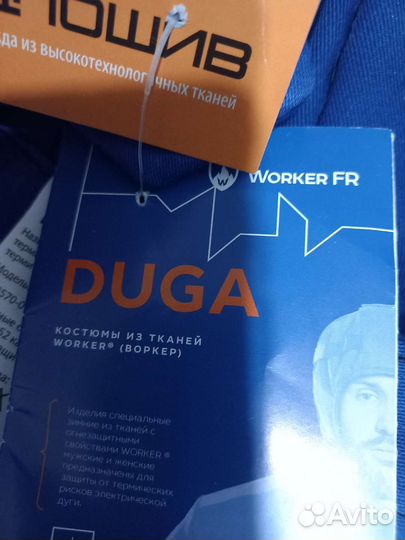 да из высокотехнологичных тканей
WORKER FR
DUGA
КОСТЮМЫ ИЗ ТКАНЕЙ
WORKER® (ВОРКЕР)
Изделия специальные
зимние из тканей с
огнезащитными
свойствами WORKER ®
мужские и женские
предназначены для
защиты от термических
рисков электрической
дуги.
Avito